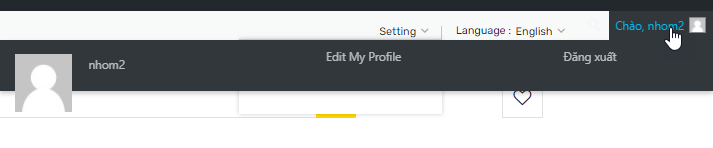 Setting
Language : English
Chào, nhom2
nhom2
Edit My Profile
Đăng xuất